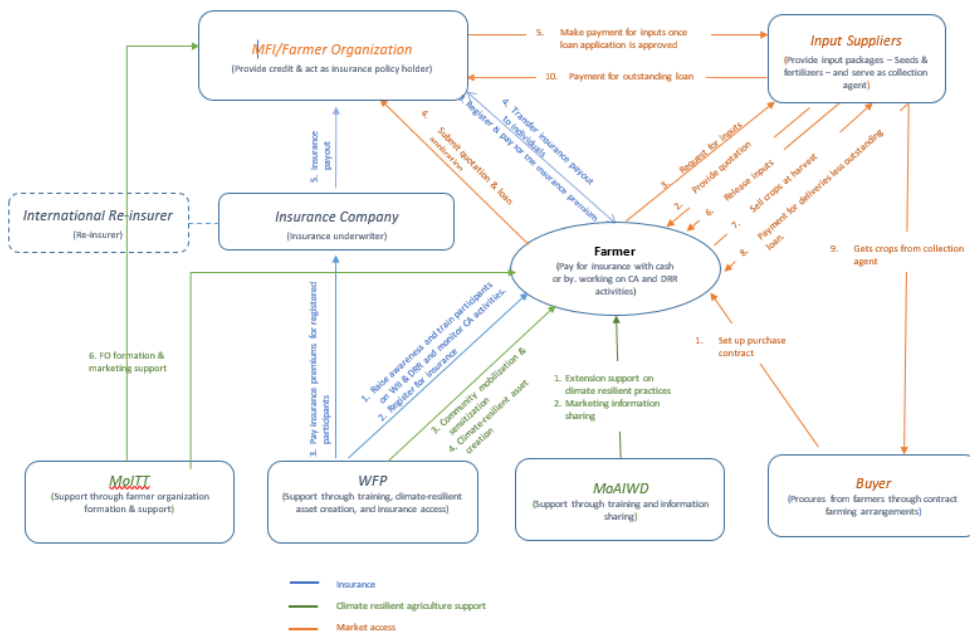 MFI/Farmer Organization
(Provide credit & act as insurance policy holder)
5. Make payment for inputs once
loan application is approved
10. Payment for outstanding loan
Input Suppliers
(Provide input packages – Seeds &
fertilizers – and serve as collection
agent)
4. Transfer insurance payout
to individuals
Register & pay for the insurance premium
4. Submit quotation & loan
application
5. Insurance
payout
3. Request for inputs
2. Provide quotation
6. Release inputs
7. Sell crops at harvest
8. Payment for deliveries less outstanding
loan.
International Re-insurer
(Re-insurer)
Insurance Company
(Insurance underwriter)
Farmer
(Pay for insurance with cash
or by. working on CA and DRR
activities)
9. Gets crops from collection
agent
6. FO formation &
marketing support
3. Pay insurance premiums for registered
participants
1. Raise awareness and train participants
on WII & DRR and monitor CA activities.
2. Register for insurance
3. Community mobilization &
sensitization
4. Climate-resilient asset
creation
1. Extension support on
climate resilient practices
2. Marketing information
sharing
1. Set up purchase
contract
MoITT
(Support through farmer organization
formation & support)
WFP
(Support through training, climate-resilient
asset creation, and insurance access)
MoAIWD
(Support through training and information
sharing)
Buyer
(Procures from farmers through contract
farming arrangements)
Insurance
Climate resilient agriculture support
Market access